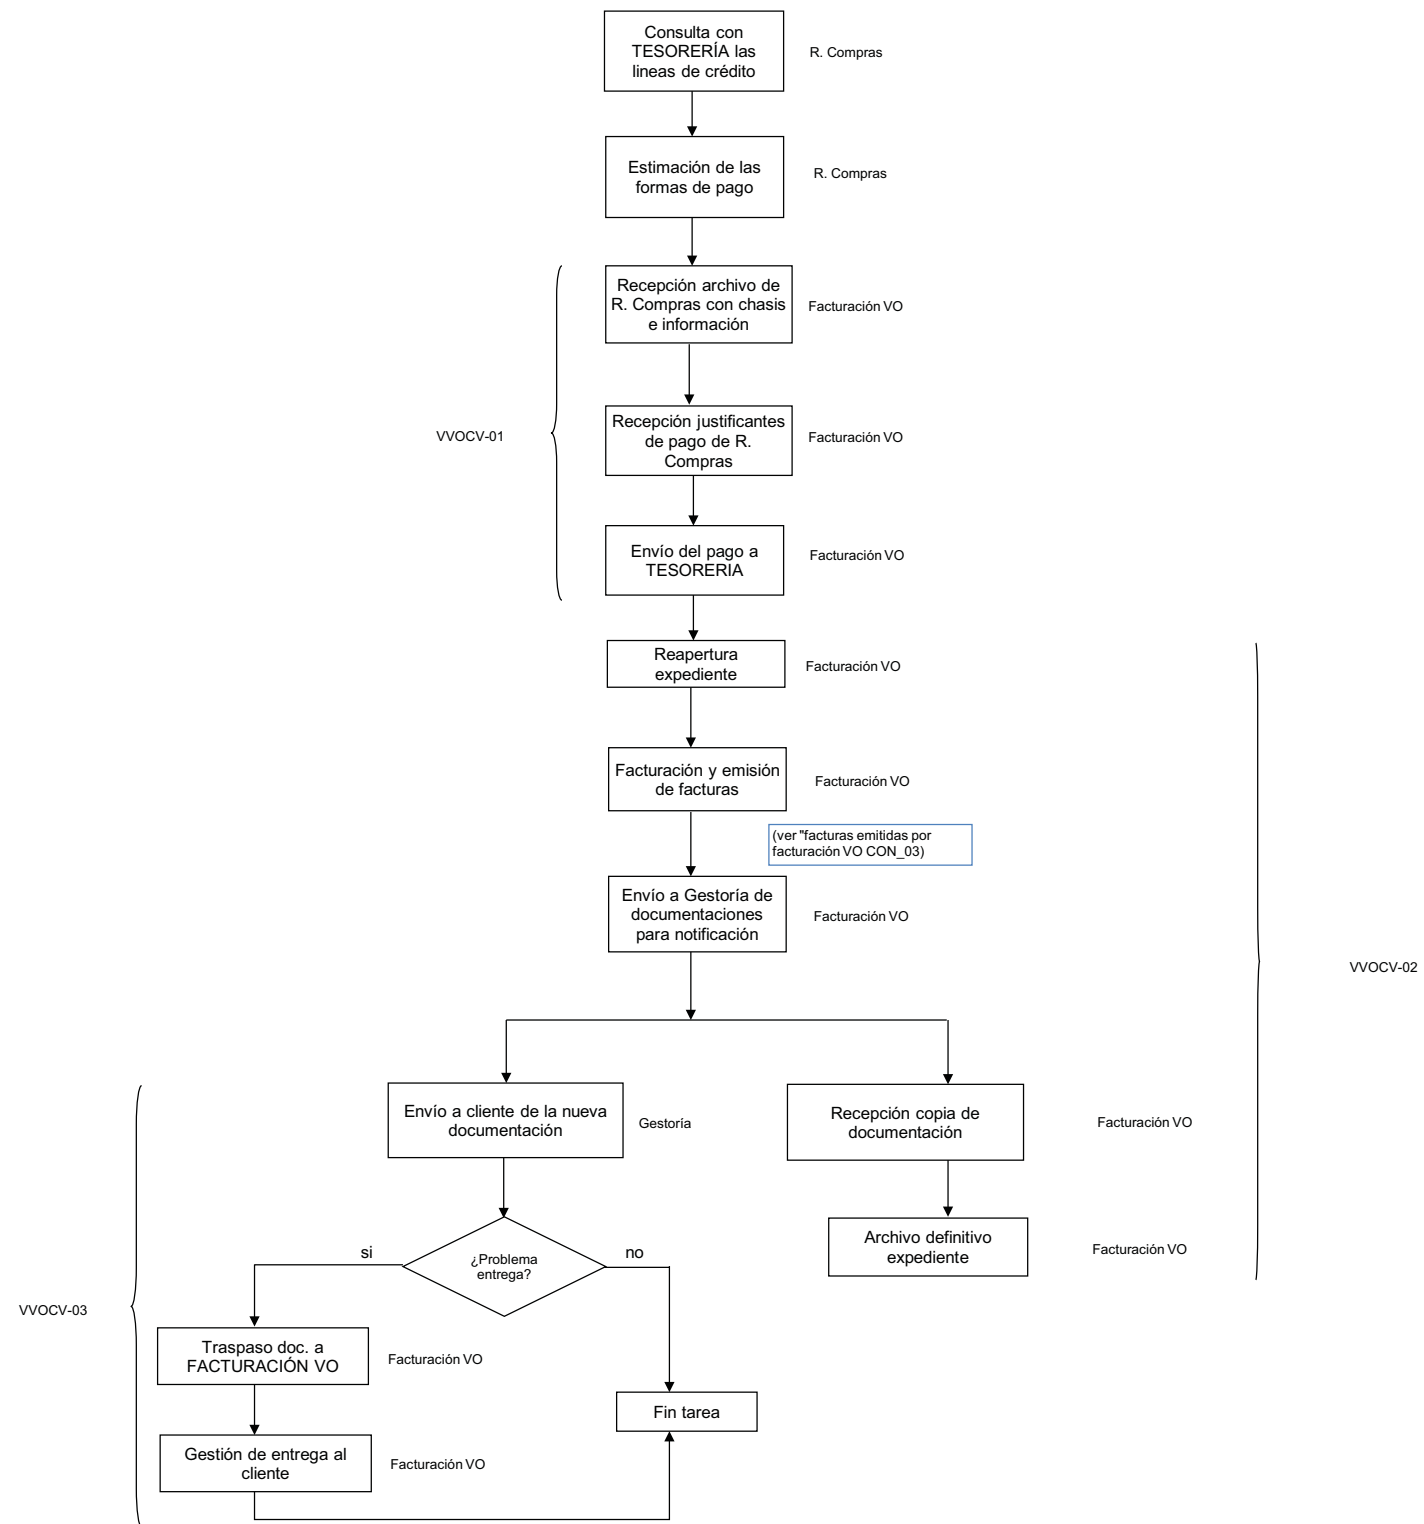 Consulta con
TESORERÍA las
lineas de crédito
R. Compras
Estimación de las
formas de pago
R. Compras
Recepción archivo de
R. Compras con chasis
e información
Facturación VO
VVOCV-01
Recepción justificantes
de pago de R.
Compras
Facturación VO
Envío del pago a
TESORERIA
Facturación VO
Reapertura
expediente
Facturación VO
Facturación y emisión
de facturas
Facturación VO
(ver "facturas emitidas por
facturación VO CON_03)
Envío a Gestoría de
documentaciones
para notificación
Facturación VO
VVOCV-02
Envío a cliente de la nueva
documentación
Gestoría
Recepción copia de
documentación
Facturación VO
si
¿Problema
entrega?
no
Archivo definitivo
expediente
Facturación VO
VVOCV-03
Traspaso doc. a
FACTURACIÓN VO
Facturación VO
Fin tarea
Gestión de entrega al
cliente
Facturación VO